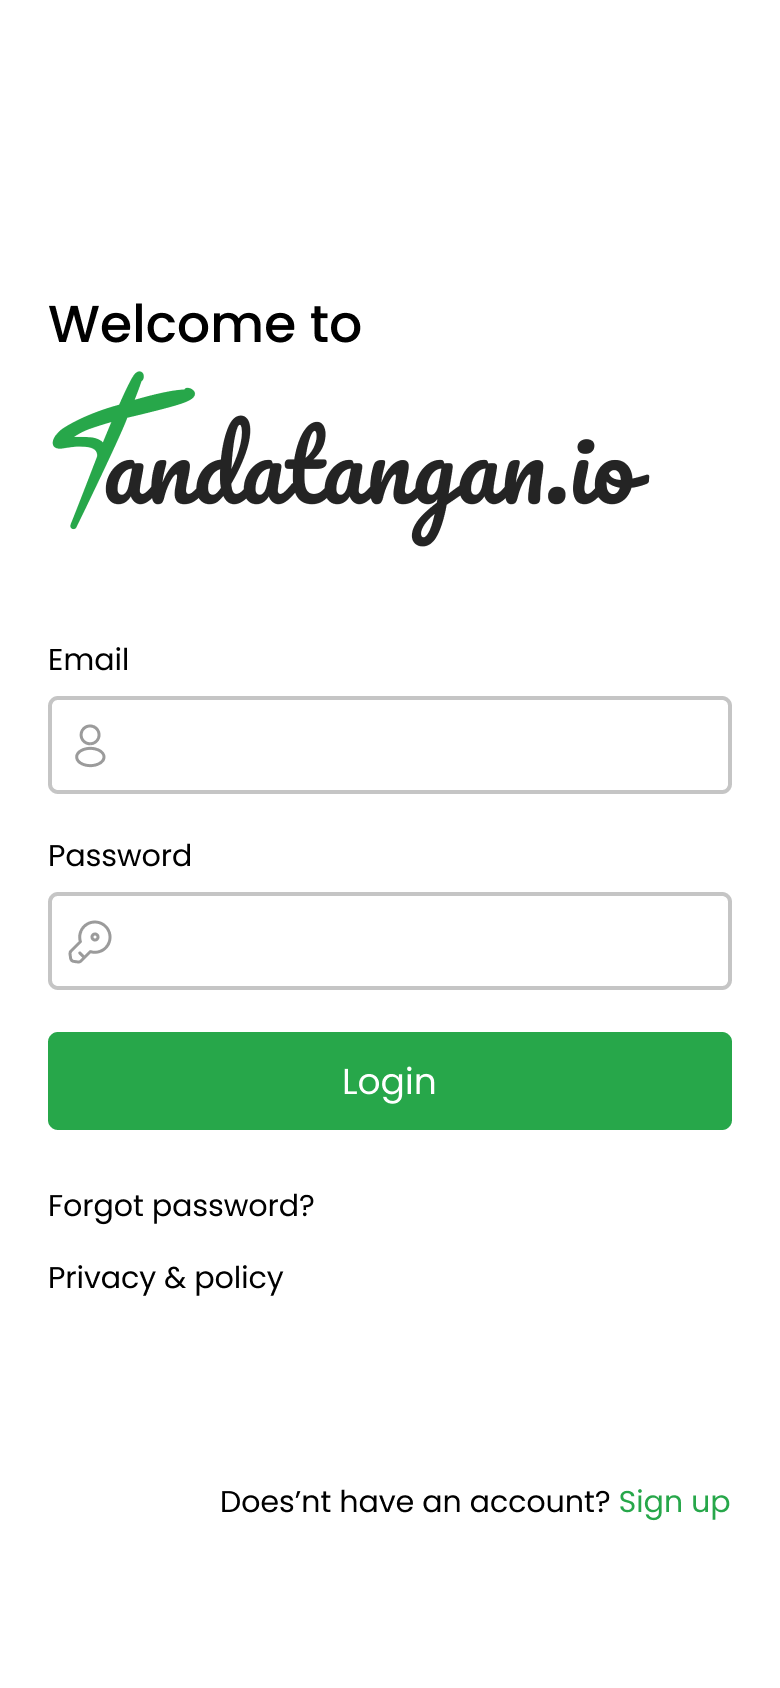 Welcome to
Tandatangan.io
Email
Password
Login
Forgot password?
Privacy & policy
Does’nt have an account? Sign up